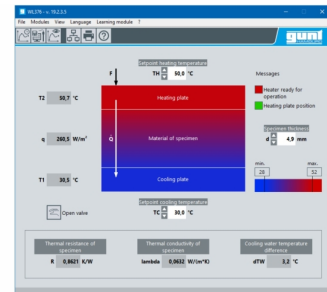 WL376 - v: 19.2.3.5
File Modules View Language Learning module ?
gunt
Setpoint heating temperature
F TH 50,0 °C
Messages
Heater ready for operation
Heating plate position
T2 50,7 °C
Heating plate
Specimen thickness
d 4,9 mm
q 260,5 W/m²
Q
Material of specimen
min. max.
28 52
T1 30,5 °C
Cooling plate
Setpoint cooling temperature
Open valve
TC 30,0 °C
Thermal resistance of specimen
R 0,0621 K/W
Thermal conductivity of specimen
lambda 0,0632 W/(m*K)
Cooling water temperature difference
dTW 3,2 °C